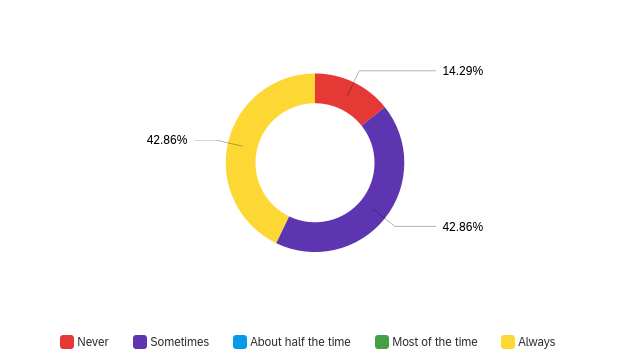 14.29%
42.86%
42.86%
Never Sometimes About half the time Most of the time Always